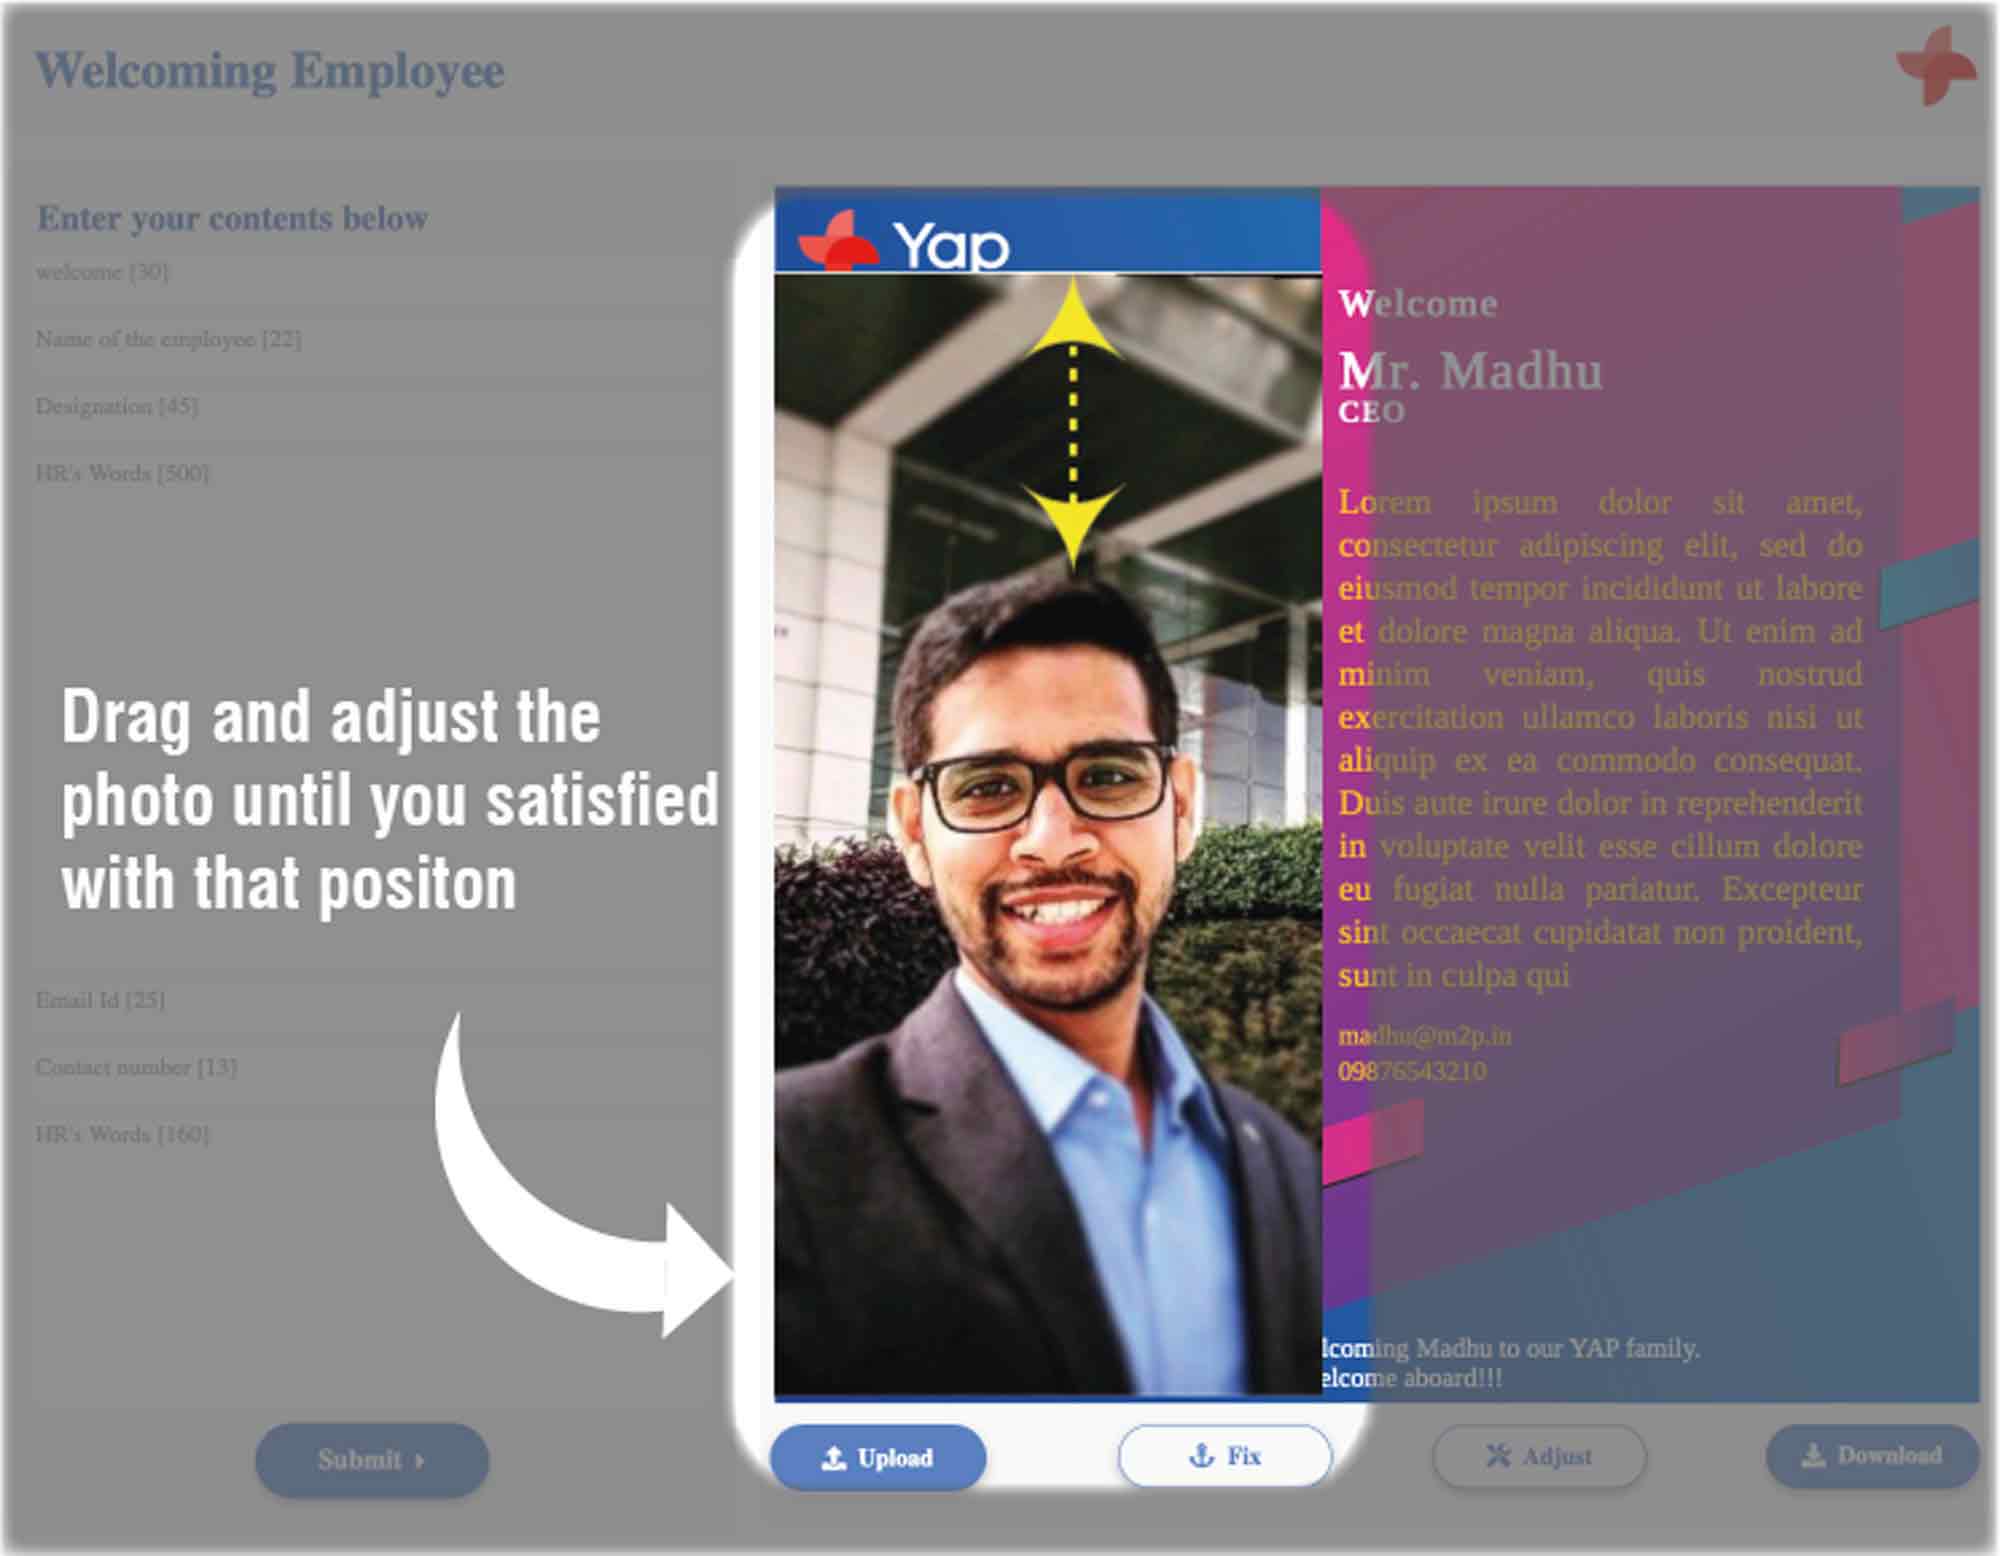 Welcoming Employee
Enter your contents below
welcome [30]
Name of the employee [22]
Designation [45]
HR's Words [500]
Drag and adjust the
photo until you satisfied
with that positon
Email Id [25]
Contact number [13]
HR's Words [160]
Submit
Yap
Welcome
Mr. Madhu
CEO
Lorem ipsum dolor sit amet,
consectetur adipiscing elit, sed do
eiusmod tempor incididunt ut labore
et dolore magna aliqua. Ut enim ad
minim veniam, quis nostrud
exercitation ullamco laboris nisi ut
aliquip ex ea commodo consequat.
Duis aute irure dolor in reprehenderit
in voluptate velit esse cillum dolore
eu fugiat nulla pariatur. Excepteur
sint occaecat cupidatat non proident,
sunt in culpa qui
madhu@m2p.in
09876543210
lcoming Madhu to our YAP family.
elcome aboard!!!
Upload
Fix
Adjust
Download